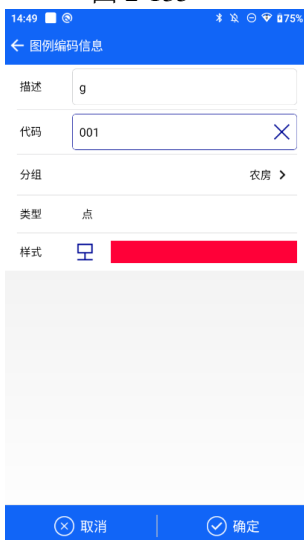 14:49 75%
图例编码信息
描述 g
代码 001
分组 农房
类型 点
样式
取消 确定